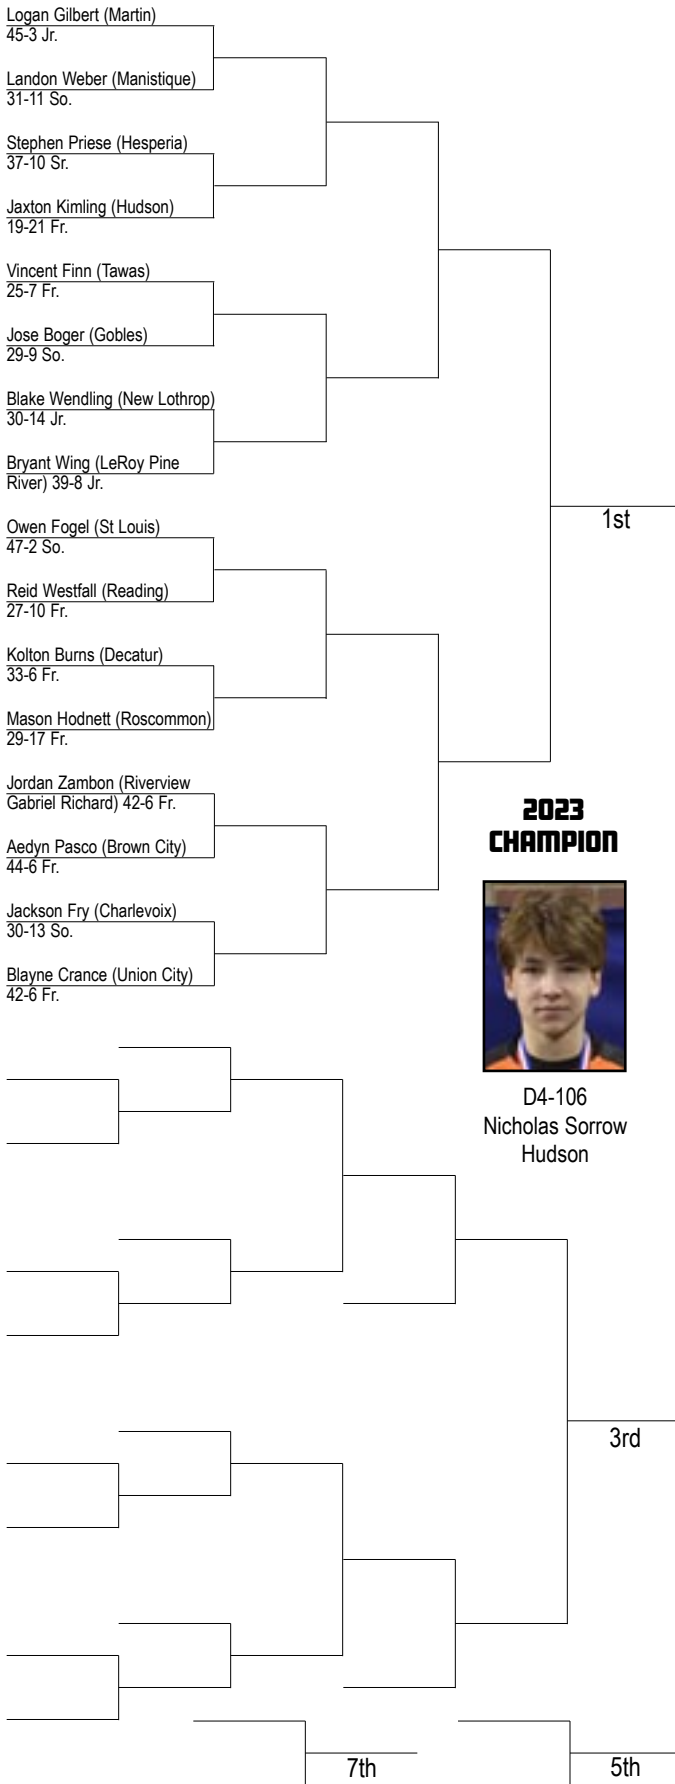 Logan Gilbert (Martin)
45-3 Jr.
Landon Weber (Manistique)
31-11 So.
Stephen Priese (Hesperia)
37-10 Sr.
Jaxton Kimling (Hudson)
19-21 Fr.
Vincent Finn (Tawas)
25-7 Fr.
Jose Boger (Gobles)
29-9 So.
Blake Wendling (New Lothrop)
30-14 Jr.
Bryant Wing (LeRoy Pine
River) 39-8 Jr.
Owen Fogel (St Louis)
47-2 So.
Reid Westfall (Reading)
27-10 Fr.
Kolton Burns (Decatur)
33-6 Fr.
Mason Hodnett (Roscommon)
29-17 Fr.
Jordan Zambon (Riverview
Gabriel Richard) 42-6 Fr.
Aedyn Pasco (Brown City)
44-6 Fr.
Jackson Fry (Charlevoix)
30-13 So.
Blayne Crance (Union City)
42-6 Fr.
1st
2023
CHAMPION
D4-106
Nicholas Sorrow
Hudson
3rd
7th
5th